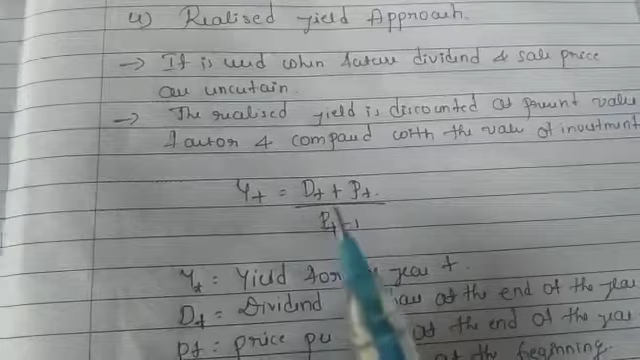 4) Realised yield Approach.
→ It is used when future dividend & sale price
are uncertain.
→ The realised yield is discounted at present value
factor & compared with the value of investment
Yt = Dt + Pt.
Pt-1
Yt = Yield for year t.
Dt = Dividend at the end of the year
Pt = price at the end of the year
at the beginning.